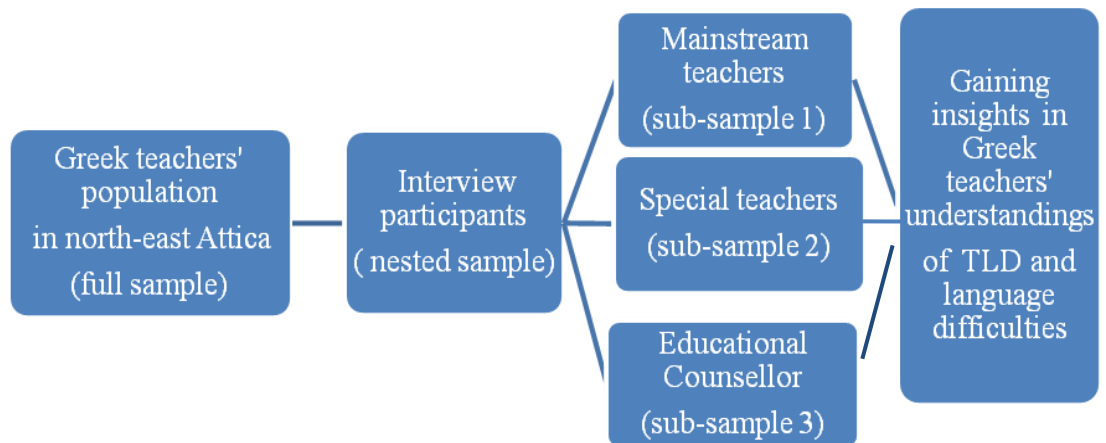 Greek teachers'
population
in north-east Attica
(full sample)
Interview
participants
( nested sample)
Mainstream
teachers
(sub-sample 1)
Special teachers
(sub-sample 2)
Educational
Counsellor
(sub-sample 3)
Gaining
insights in
Greek
teachers'
understandings
of TLD and
language
difficulties